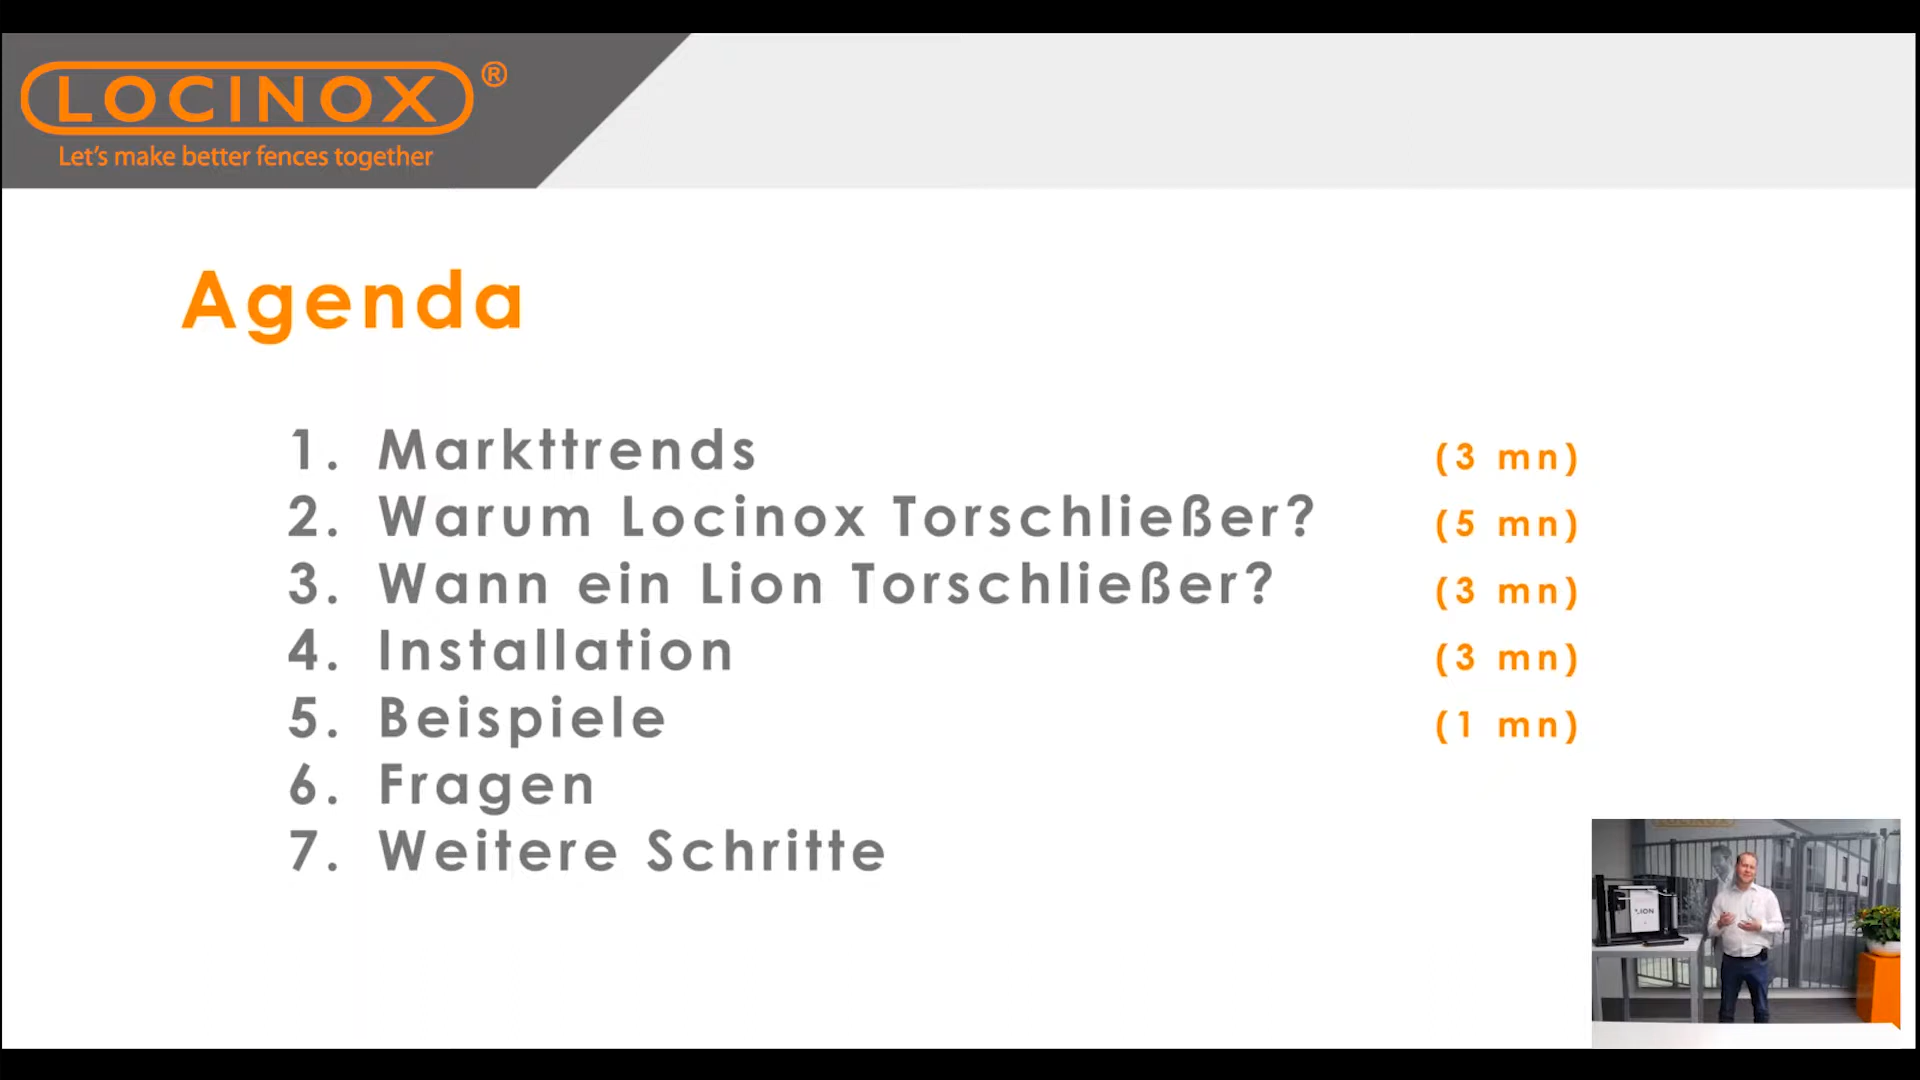 LOCINOX®
Let's make better fences together
Agenda
1. Markttrends (3 mn)
2. Warum Locinox Torschließer? (5 mn)
3. Wann ein Lion Torschließer? (3 mn)
4. Installation (3 mn)
5. Beispiele (1 mn)
6. Fragen
7. Weitere Schritte
LION